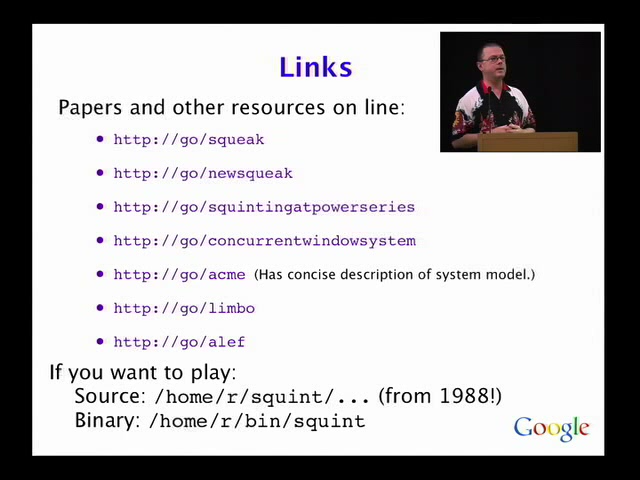 Links
Papers and other resources on line:
• http://go/squeak
• http://go/newsqueak
• http://go/squintingatpowerseries
• http://go/concurrentwindowsystem
• http://go/acme (Has concise description of system model.)
• http://go/limbo
• http://go/alef
If you want to play:
Source: /home/r/squint/... (from 1988!)
Binary: /home/r/bin/squint
Google